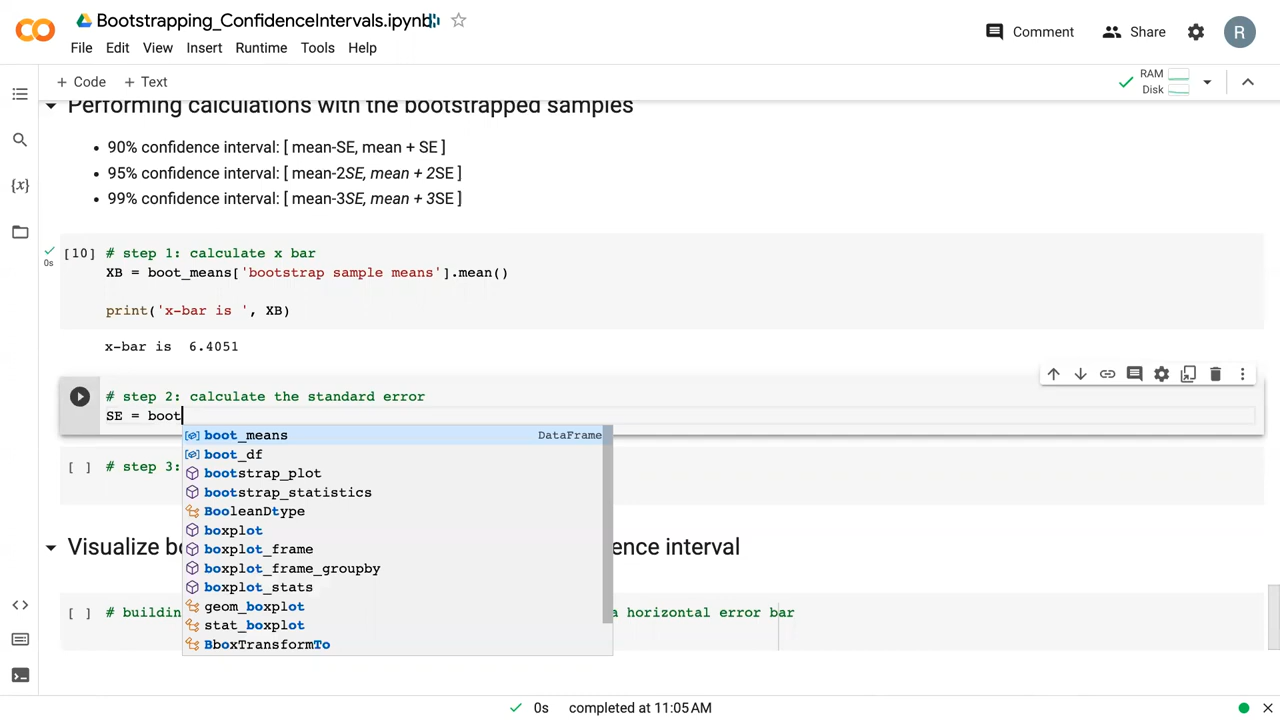 Bootstrapping_ConfidenceIntervals.ipynb
File Edit View Insert Runtime Tools Help
Comment Share R
+ Code + Text
RAM
Disk
Performing calculations with the bootstrapped samples
• 90% confidence interval: [ mean-SE, mean + SE ]
• 95% confidence interval: [ mean-2SE, mean + 2SE ]
• 99% confidence interval: [ mean-3SE, mean + 3SE ]
{x}
0s
[10] # step 1: calculate x bar
XB = boot_means['bootstrap sample means'].mean()
print('x-bar is ', XB)
x-bar is  6.4051
# step 2: calculate the standard error
SE = boot
boot_means DataFrame
boot_df
bootstrap_plot
bootstrap_statistics
BooleanDtype
boxplot
boxplot_frame
boxplot_frame_groupby
boxplot_stats
geom_boxplot
stat_boxplot
BboxTransformTo
[ ] # step 3:
Visualize bo
ence interval
[ ] # buildin
a horizontal error bar
0s completed at 11:05 AM